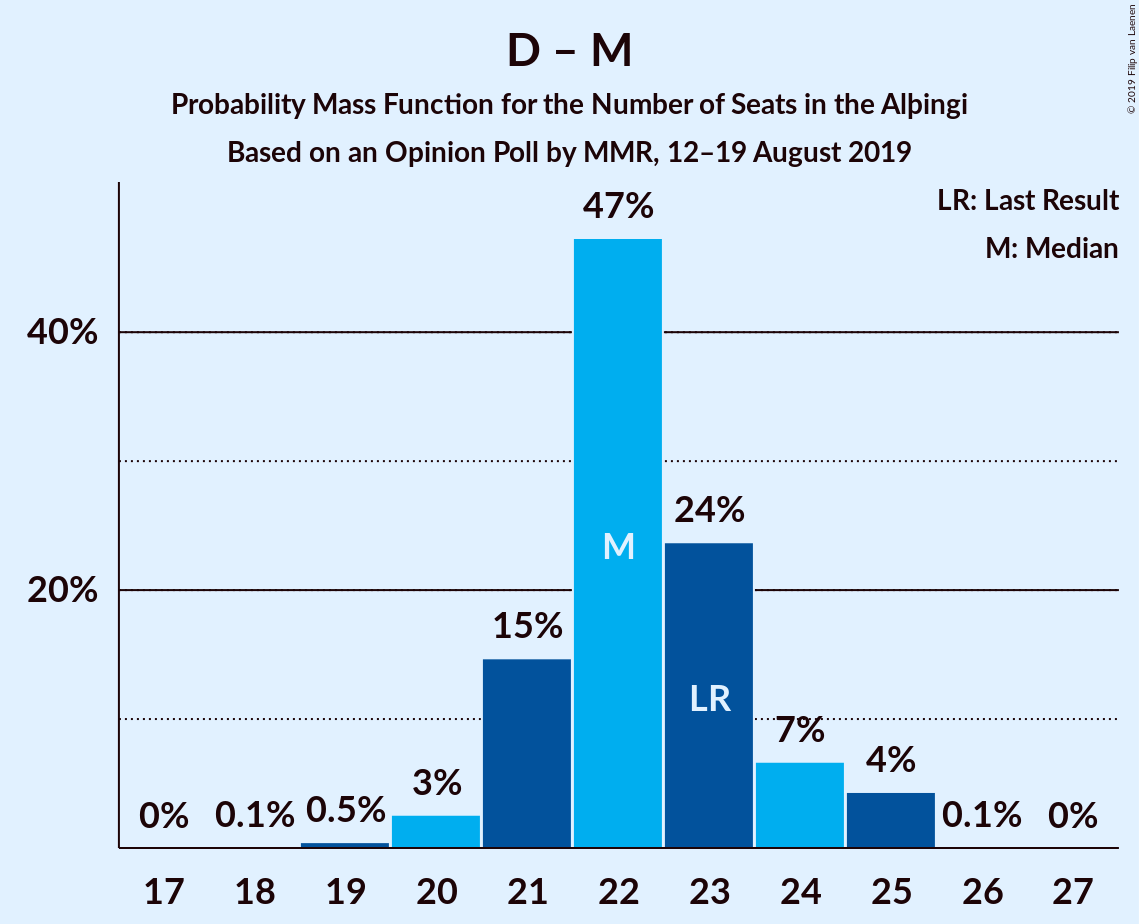 D – M
Probability Mass Function for the Number of Seats in the Alþingi
Based on an Opinion Poll by MMR, 12–19 August 2019
© 2019 Filip van Laenen
LR: Last Result
M: Median
40%
20%
0%
0.1%
0.5%
3%
15%
47%
24%
7%
4%
0.1%
0%
M
LR
17 18 19 20 21 22 23 24 25 26 27